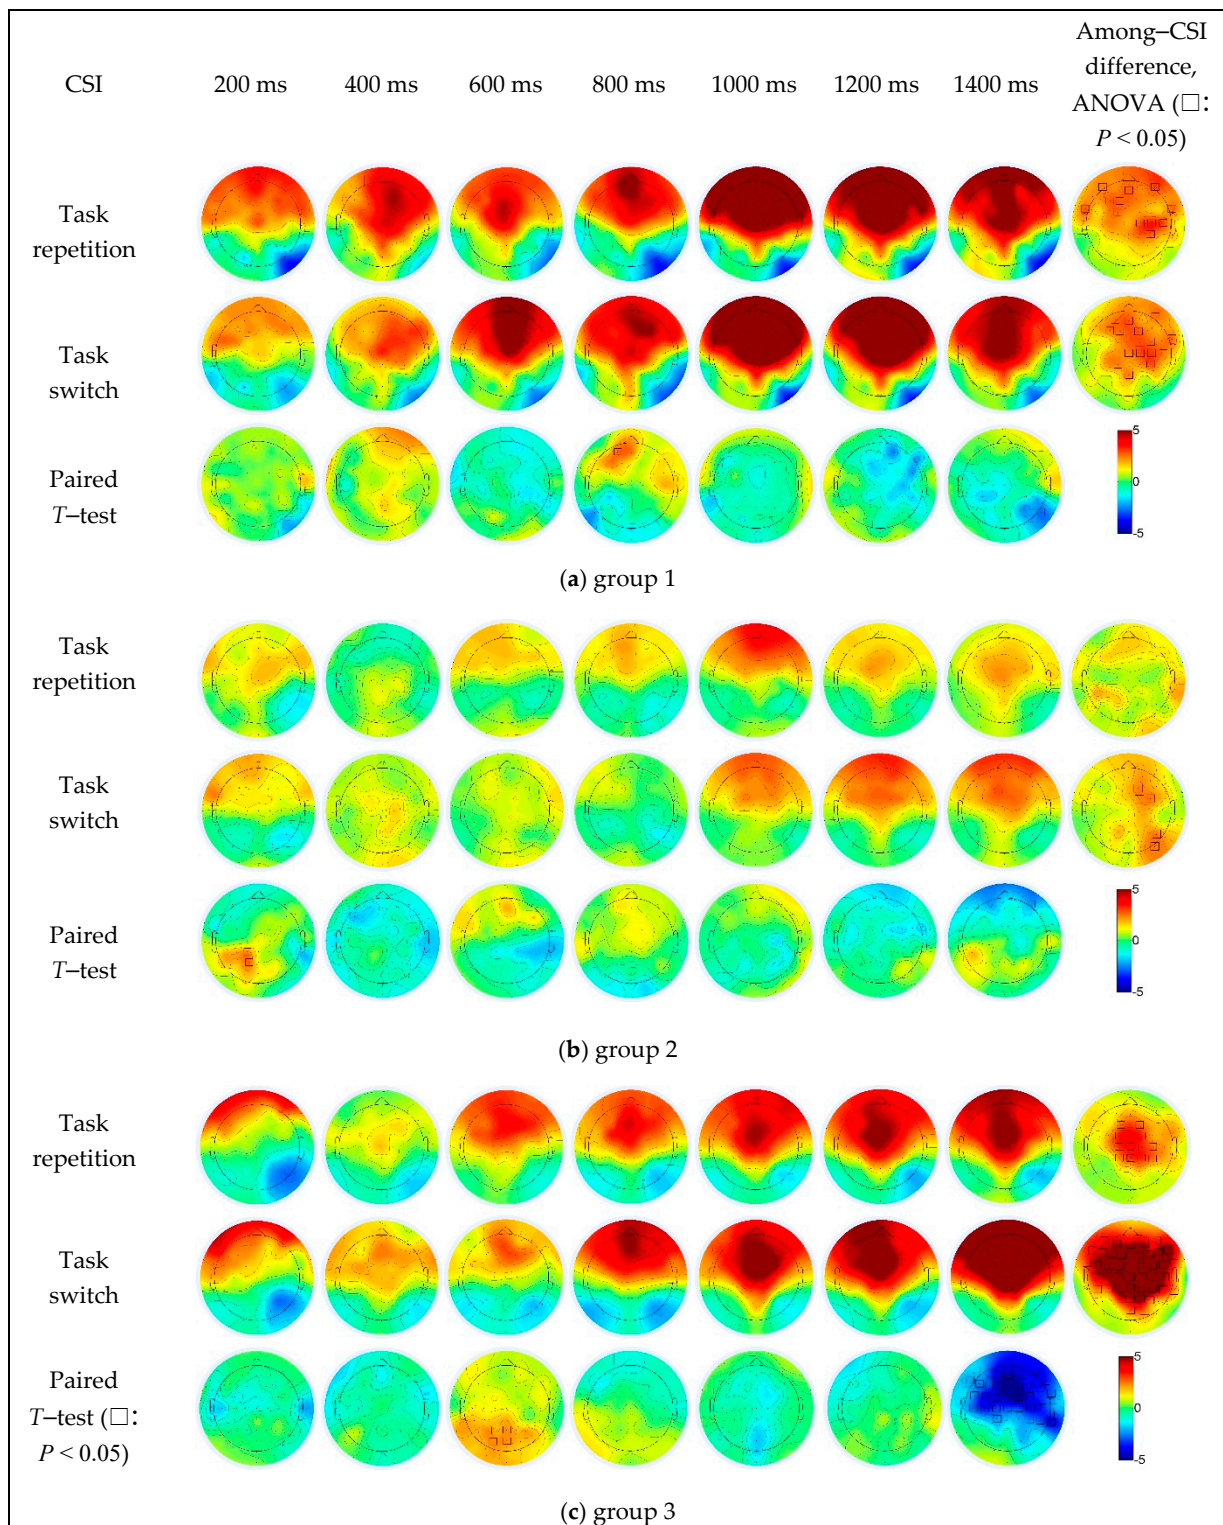 CSI 200 ms 400 ms 600 ms 800 ms 1000 ms 1200 ms 1400 ms
Among–CSI
difference,
ANOVA (□:
P < 0.05)
Task
repetition
Task
switch
Paired
T–test
5
0
-5
(a) group 1
Task
repetition
Task
switch
Paired
T–test
5
0
-5
(b) group 2
Task
repetition
Task
switch
Paired
T–test (□:
P < 0.05)
5
0
-5
(c) group 3